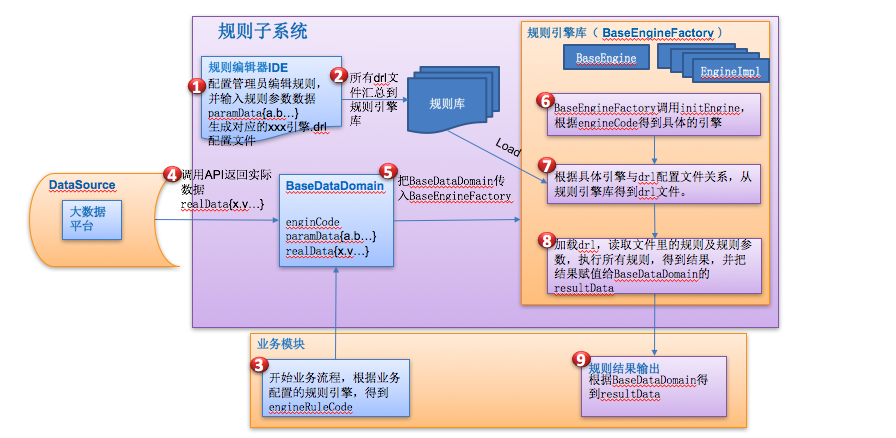 规则子系统
规则编辑器IDE
1
配置管理员编辑规则,
并输入规则参数数据
paramData{a.b…}
生成对应的xxx引擎.drl
配置文件
2
所有drl文
件汇总到
规则引擎
库
规则库
Load
规则引擎库（ BaseEngineFactory ）
BaseEngine
EngineImpl
6
BaseEngineFactory调用initEngine,
根据engineCode得到具体的引擎
7
根据具体引擎与drl配置文件关系，从
规则引擎库得到drl文件。
8
加载drl，读取文件里的规则及规则参
数，执行所有规则，得到结果，并把
结果赋值给BaseDataDomain的
resultData
DataSource
大数据
平台
4
调用API返回实际
数据
realData{x,v…}
BaseDataDomain
enginCode
paramData{a.b…}
realData{x,v…}
5
把BaseDataDomain传
入BaseEngineFactory
业务模块
3
开始业务流程，根据业务
配置的规则引擎，得到
engineRuleCode
9
规则结果输出
根据BaseDataDomain得
到resultData